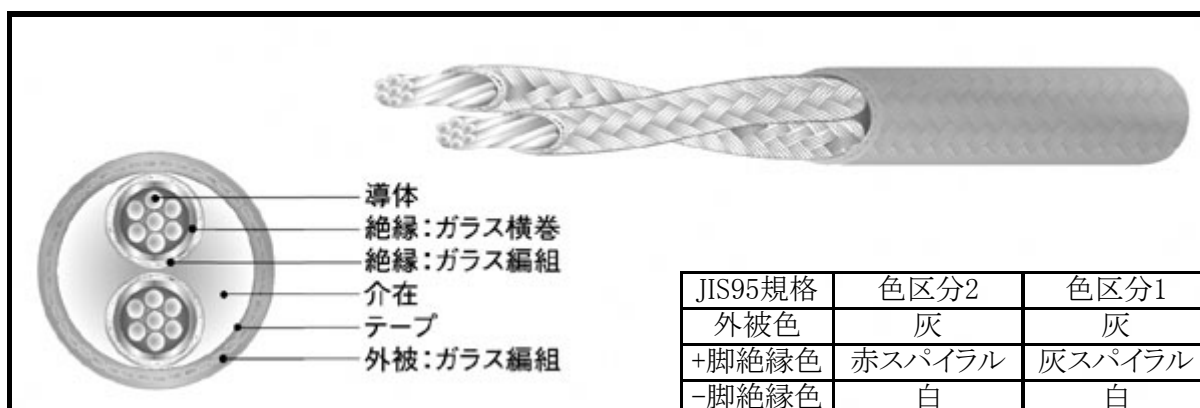 導体
絶縁:ガラス横巻
絶縁:ガラス編組
介在
テープ
外被:ガラス編組
JIS95規格 色区分2 色区分1
外被色 灰 灰
+脚絶縁色 赤スパイラル 灰スパイラル
-脚絶縁色 白 白